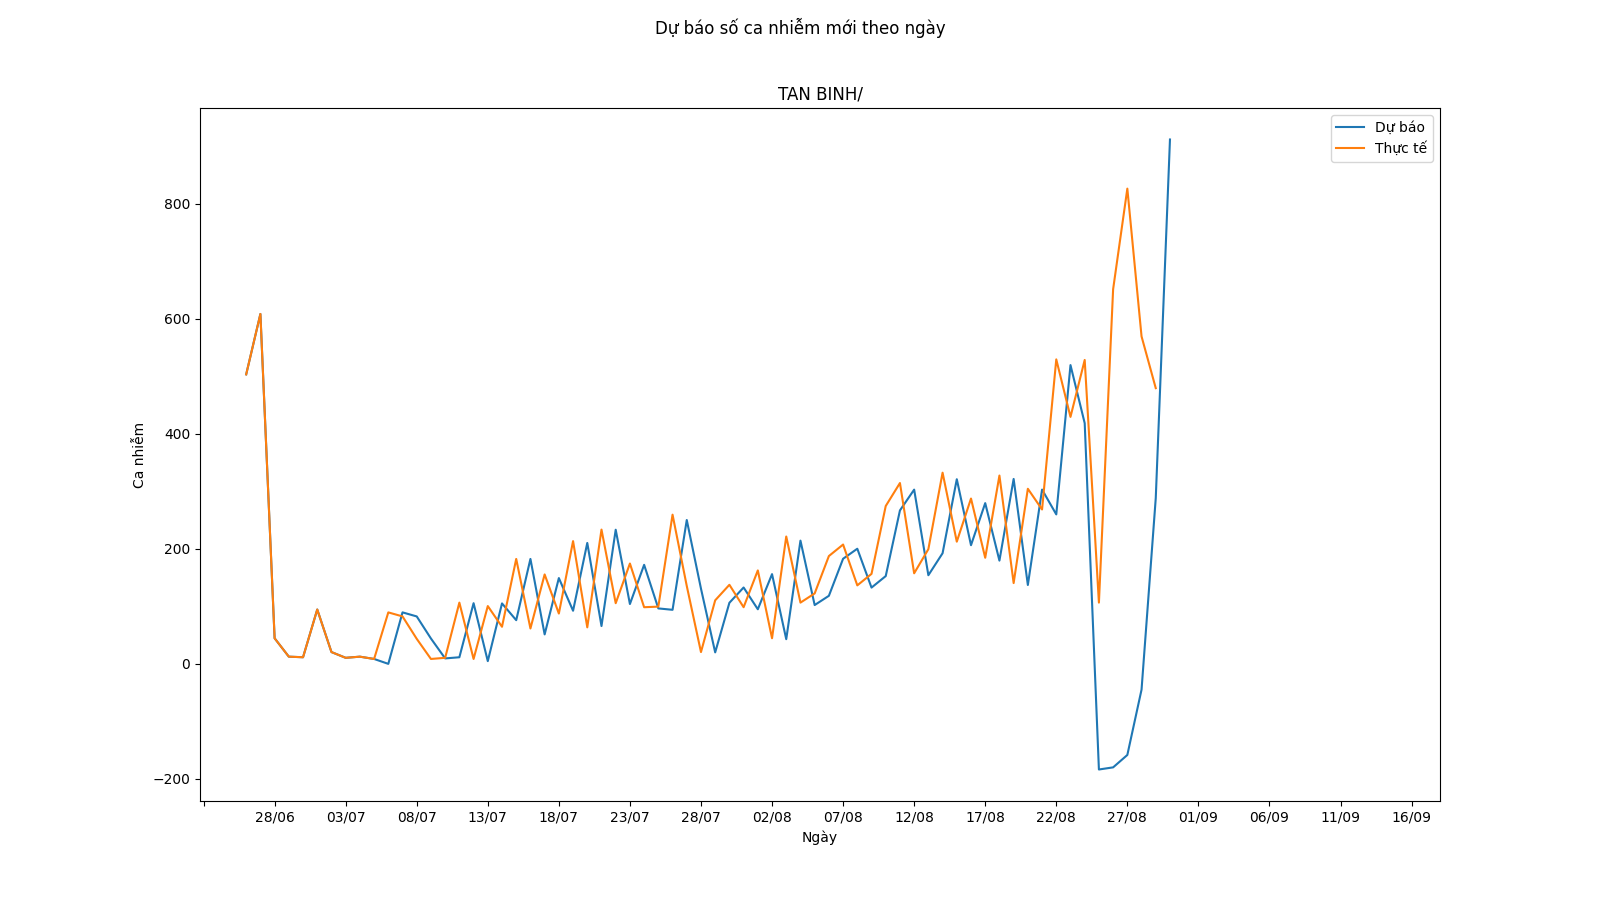 Dự báo số ca nhiễm mới theo ngày
TAN BINH/
Dự báo
Thực tế
800
600
400
200
0
−200
Ca nhiễm
28/06 03/07 08/07 13/07 18/07 23/07 28/07 02/08 07/08 12/08 17/08 22/08 27/08 01/09 06/09 11/09 16/09
Ngày